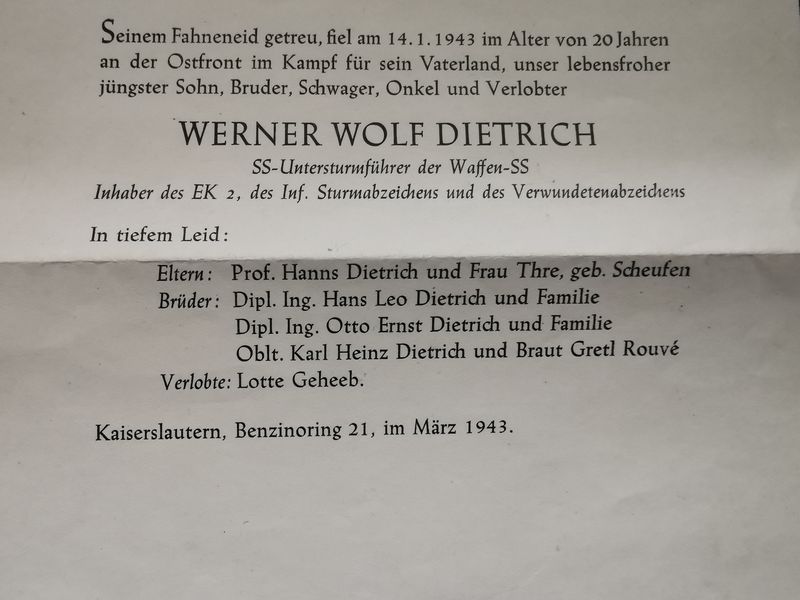 Seinem Fahneneid getreu, fiel am 14.1.1943 im Alter von 20 Jahren
an der Ostfront im Kampf für sein Vaterland, unser lebensfroher
jüngster Sohn, Bruder, Schwager, Onkel und Verlobter
WERNER WOLF DIETRICH
SS-Untersturmführer der Waffen-SS
Inhaber des EK 2, des Inf. Sturmabzeichens und des Verwundetenabzeichens
In tiefem Leid:
Eltern: Prof. Hanns Dietrich und Frau Thre, geb. Scheufen
Brüder: Dipl. Ing. Hans Leo Dietrich und Familie
Dipl. Ing. Otto Ernst Dietrich und Familie
Oblt. Karl Heinz Dietrich und Braut Gretl Rouvé
Verlobte: Lotte Geheeb.
Kaiserslautern, Benzinoring 21, im März 1943.